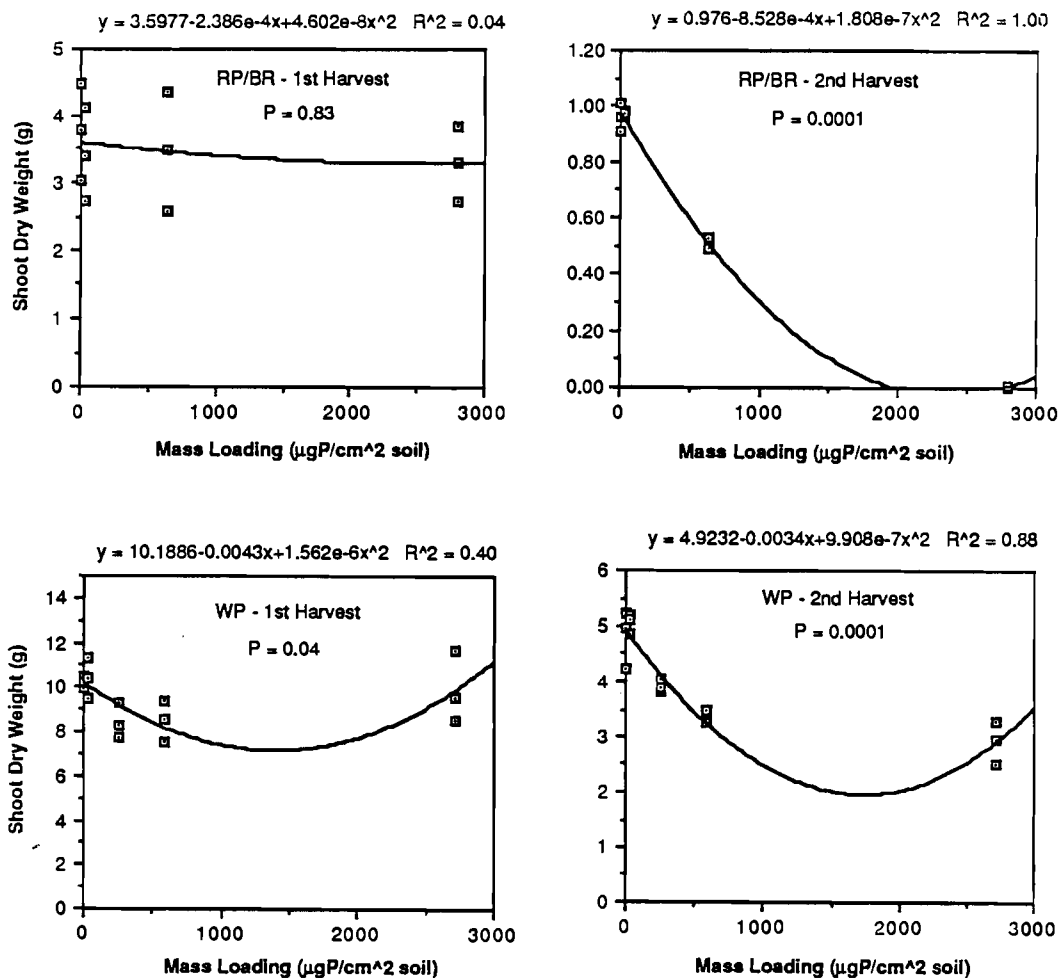 y = 3.5977-2.386e-4x+4.602e-8x^2 R^2 = 0.04
RP/BR - 1st Harvest
P = 0.83
Shoot Dry Weight (g)
5
4
3
2
1
0
0 1000 2000 3000
Mass Loading (µgP/cm^2 soil)
y = 0.976-8.528e-4x+1.808e-7x^2 R^2 = 1.00
RP/BR - 2nd Harvest
P = 0.0001
1.20
1.00
0.80
0.60
0.40
0.20
0.00
0 1000 2000 3000
Mass Loading (µgP/cm^2 soil)
y = 10.1886-0.0043x+1.562e-6x^2 R^2 = 0.40
WP - 1st Harvest
P = 0.04
Shoot Dry Weight (g)
14
12
10
8
6
4
2
0
0 1000 2000 3000
Mass Loading (µgP/cm^2 soil)
y = 4.9232-0.0034x+9.908e-7x^2 R^2 = 0.88
WP - 2nd Harvest
P = 0.0001
6
5
4
3
2
1
0
0 1000 2000 3000
Mass Loading (µgP/cm^2 soil)